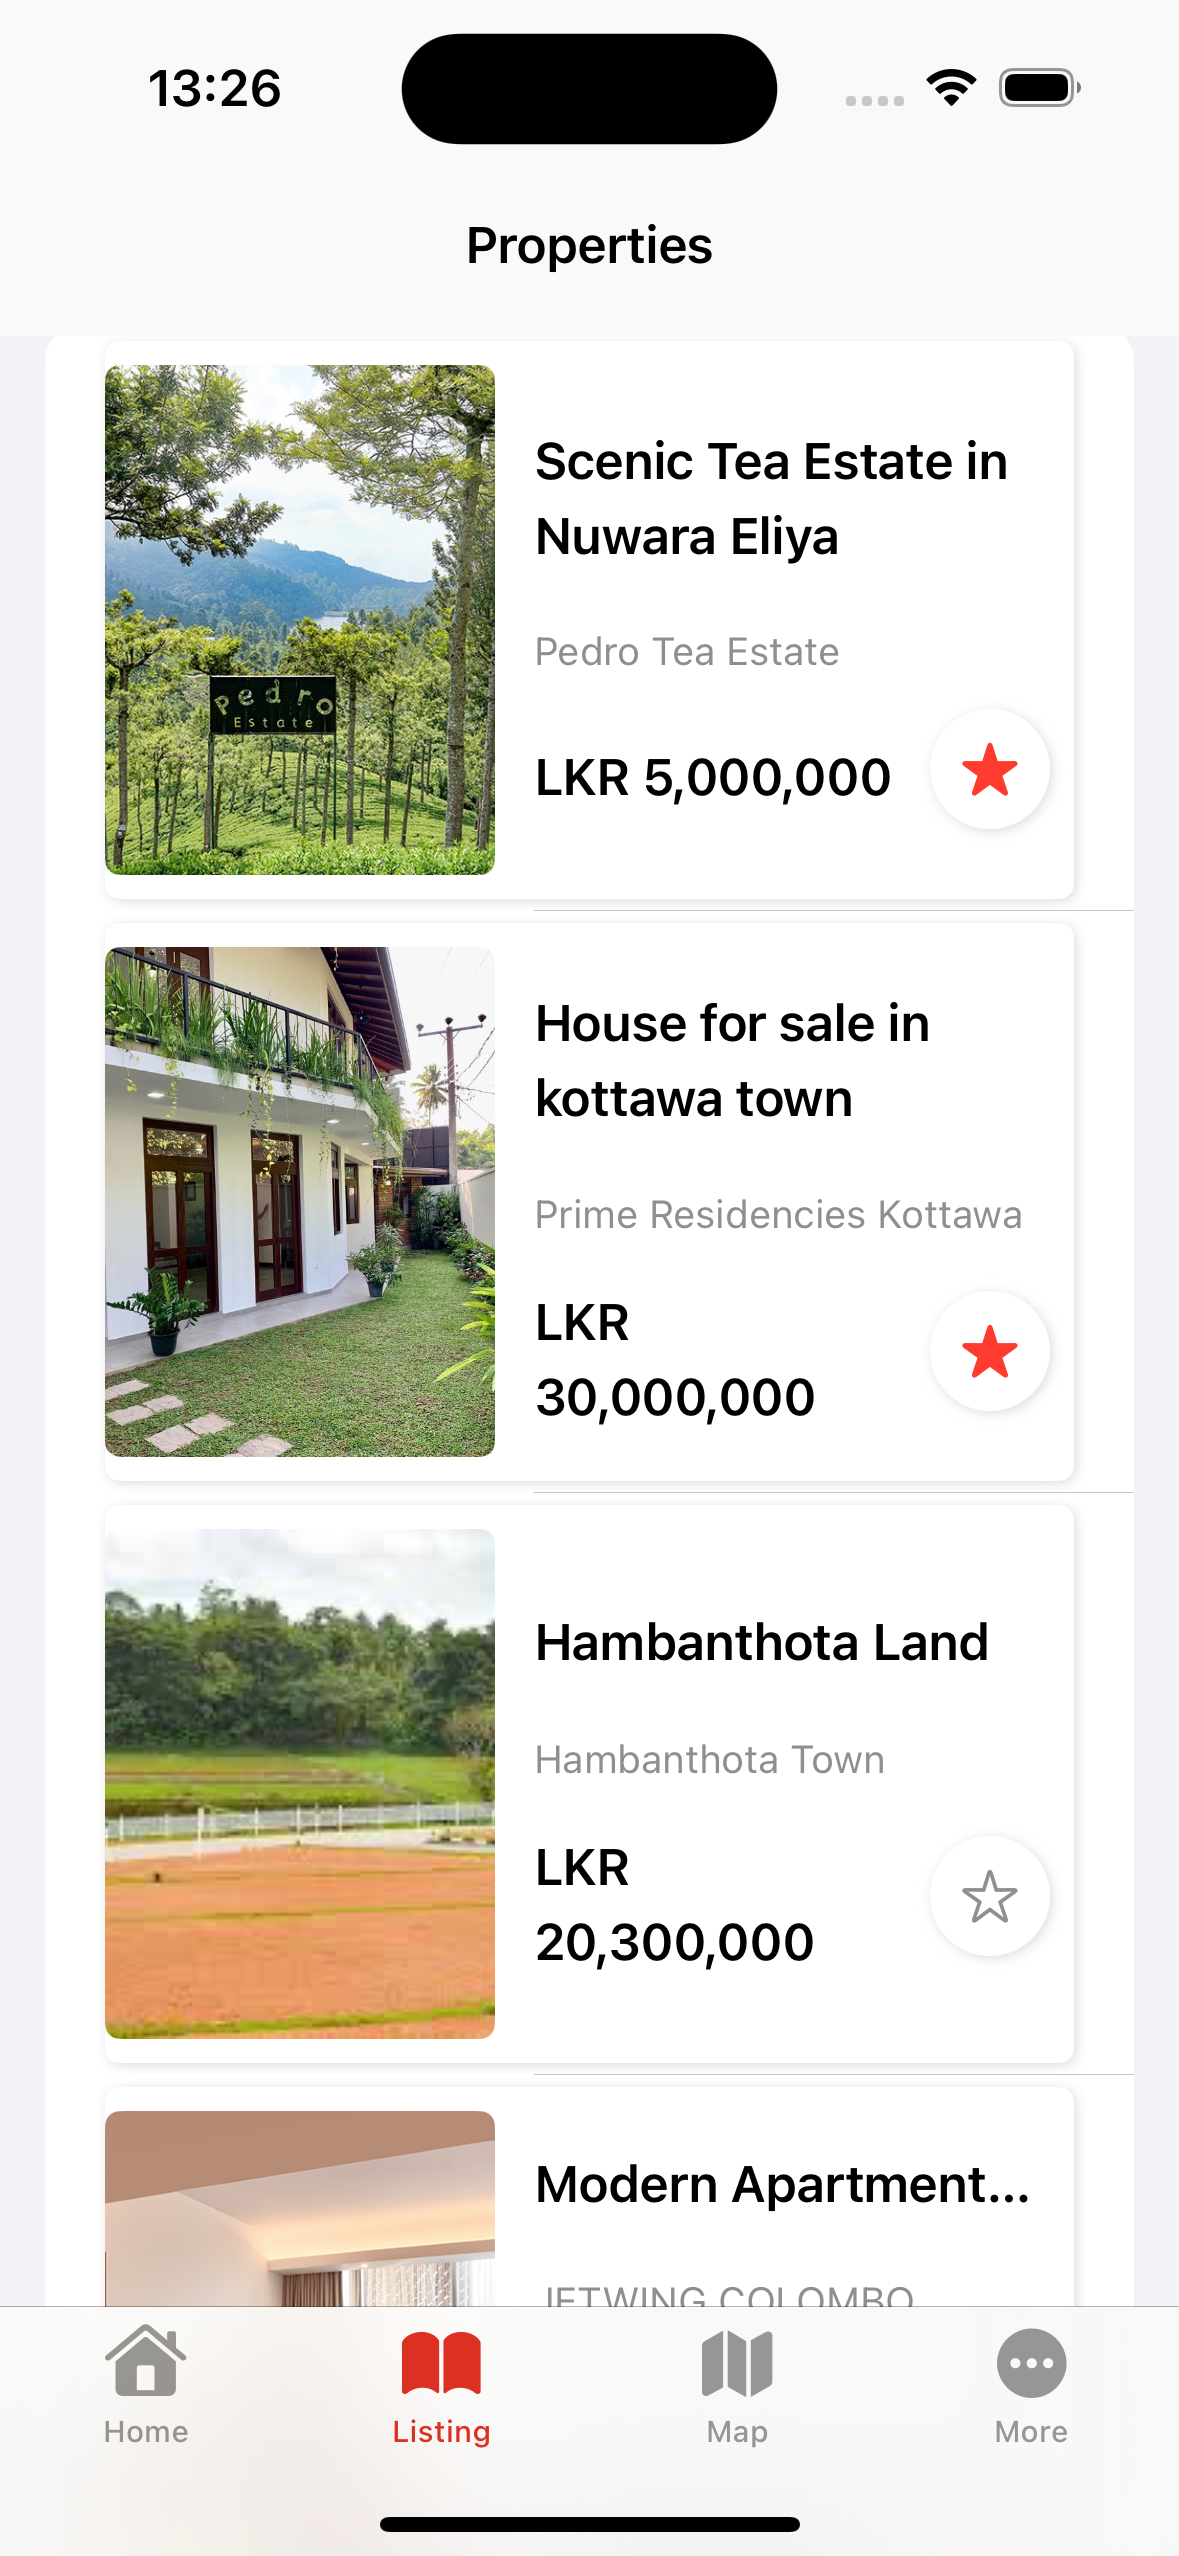 13:26
Properties
Scenic Tea Estate in
Nuwara Eliya
Pedro Tea Estate
LKR 5,000,000
Pedro
Estate
House for sale in
kottawa town
Prime Residencies Kottawa
LKR
30,000,000
Hambanthota Land
Hambanthota Town
LKR
20,300,000
Modern Apartment...
JETWING COLOMBO
Home
Listing
Map
More